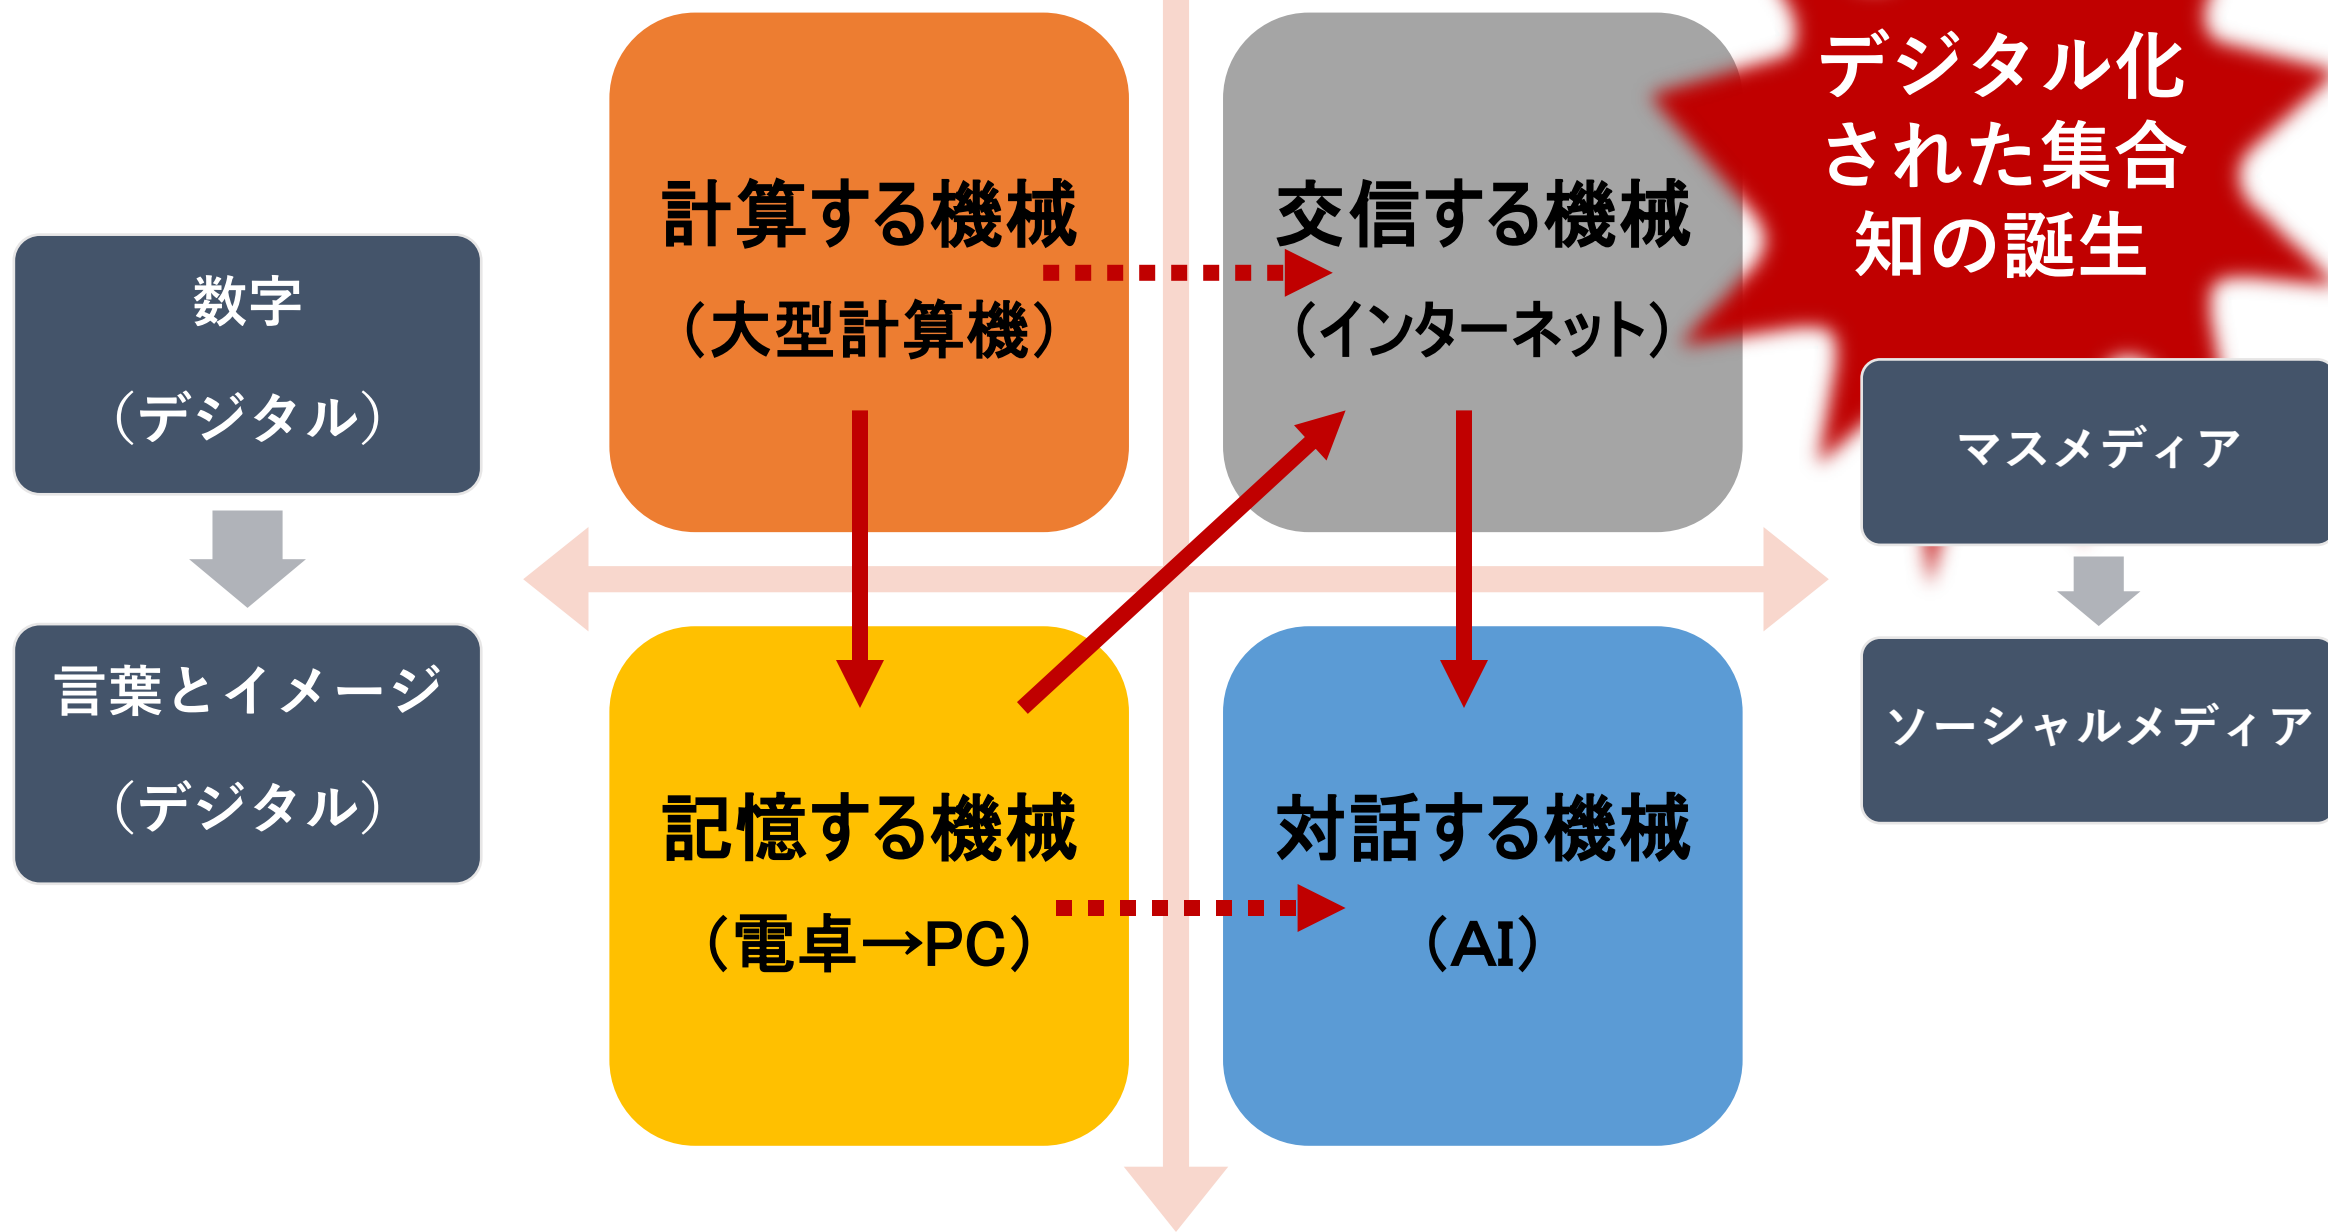 数字
（デジタル）
言葉とイメージ
（デジタル）
計算する機械
（大型計算機）
交信する機械
（インターネット）
記憶する機械
（電卓→PC）
対話する機械
（AI）
デジタル化
された集合
知の誕生
マスメディア
ソーシャルメディア